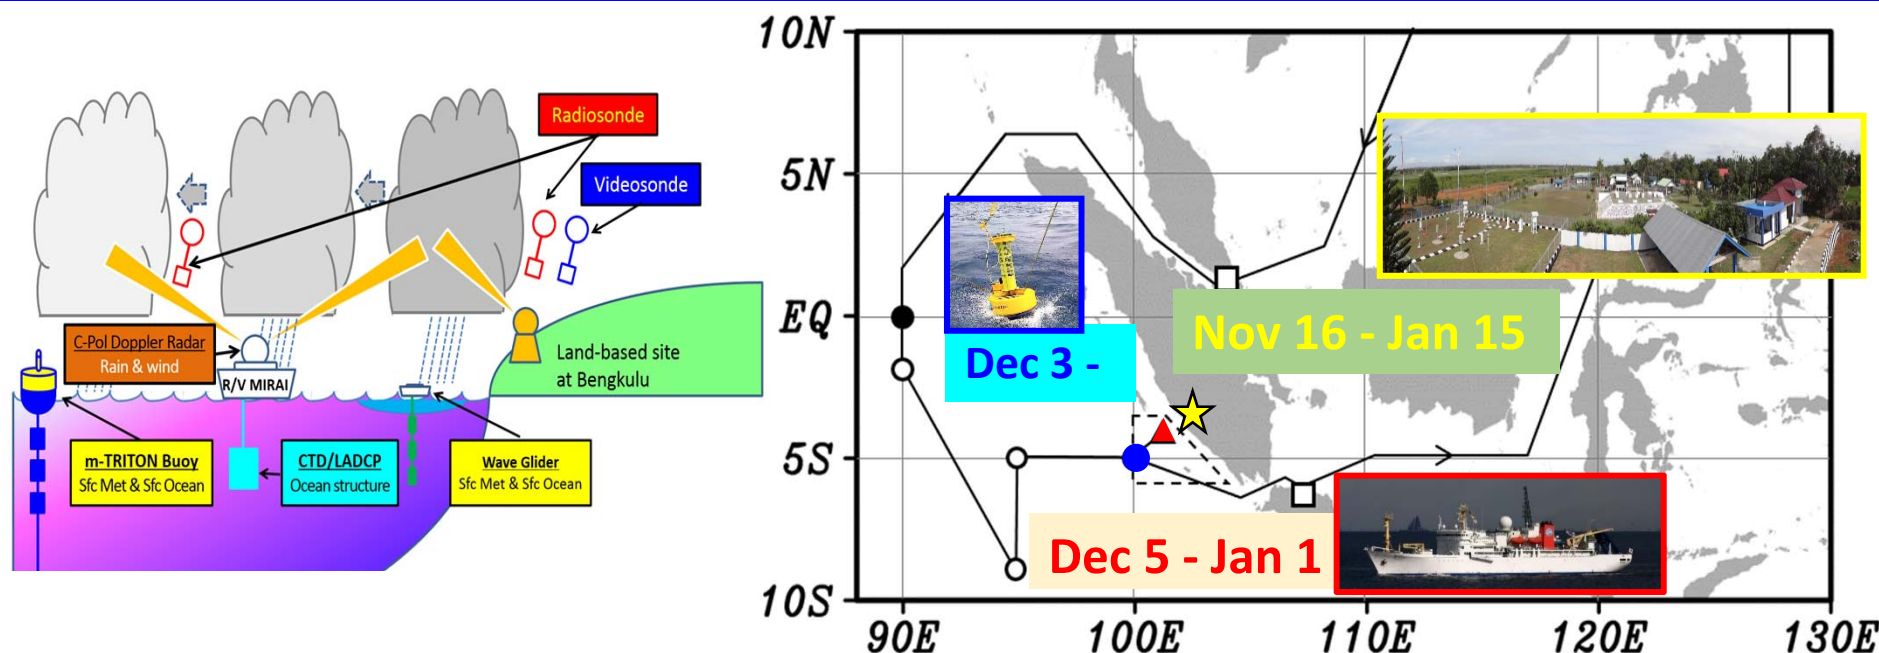 Radiosonde
Videosonde
C-Pol Doppler Radar
Rain & wind
R/V MIRAI
Land-based site
at Bengkulu
m-TRITON Buoy
Sfc Met & Sfc Ocean
CTD/LADCP
Ocean structure
Wave Glider
Sfc Met & Sfc Ocean
10N
5N
EQ
5S
10S
90E
100E
110E
120E
130E
Dec 3 -
Nov 16 - Jan 15
Dec 5 - Jan 1